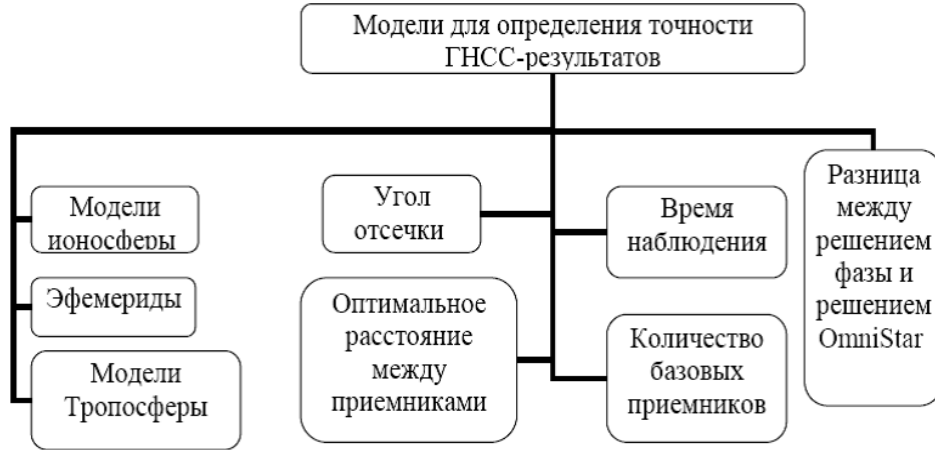 Модели для определения точности
ГНСС-результатов
Модели
ионосферы
Эфемериды
Модели
Тропосферы
Угол
отсечки
Оптимальное
расстояние
между
приемниками
Время
наблюдения
Количество
базовых
приемников
Разница
между
решением
фазы и
решением
OmniStar